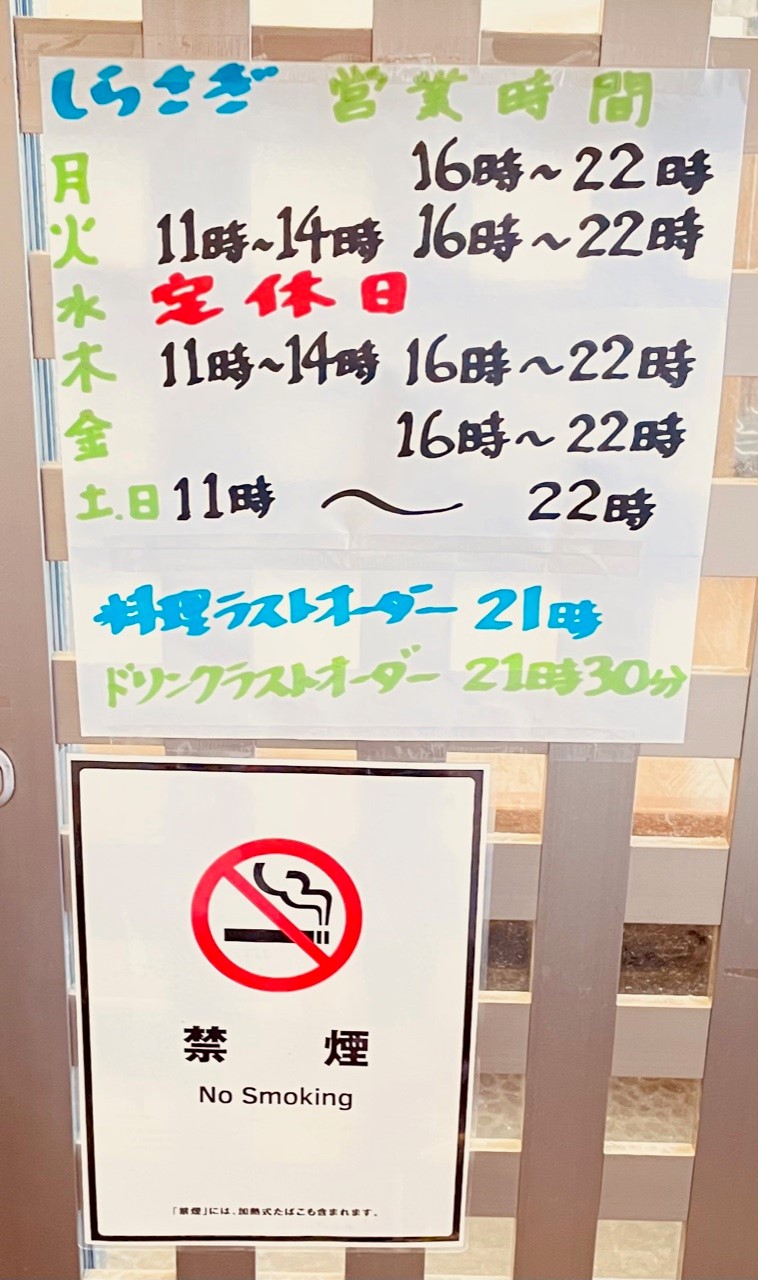 しらさぎ 営業時間
月 16時～22時
火 11時～14時 16時～22時
水 定休日
木 11時～14時 16時～22時
金 16時～22時
土.日 11時 ～ 22時
料理ラストオーダー 21時
ドリンクラストオーダー 21時30分
禁 煙
No Smoking
「禁煙」には、加熱式たばこも含まれます。